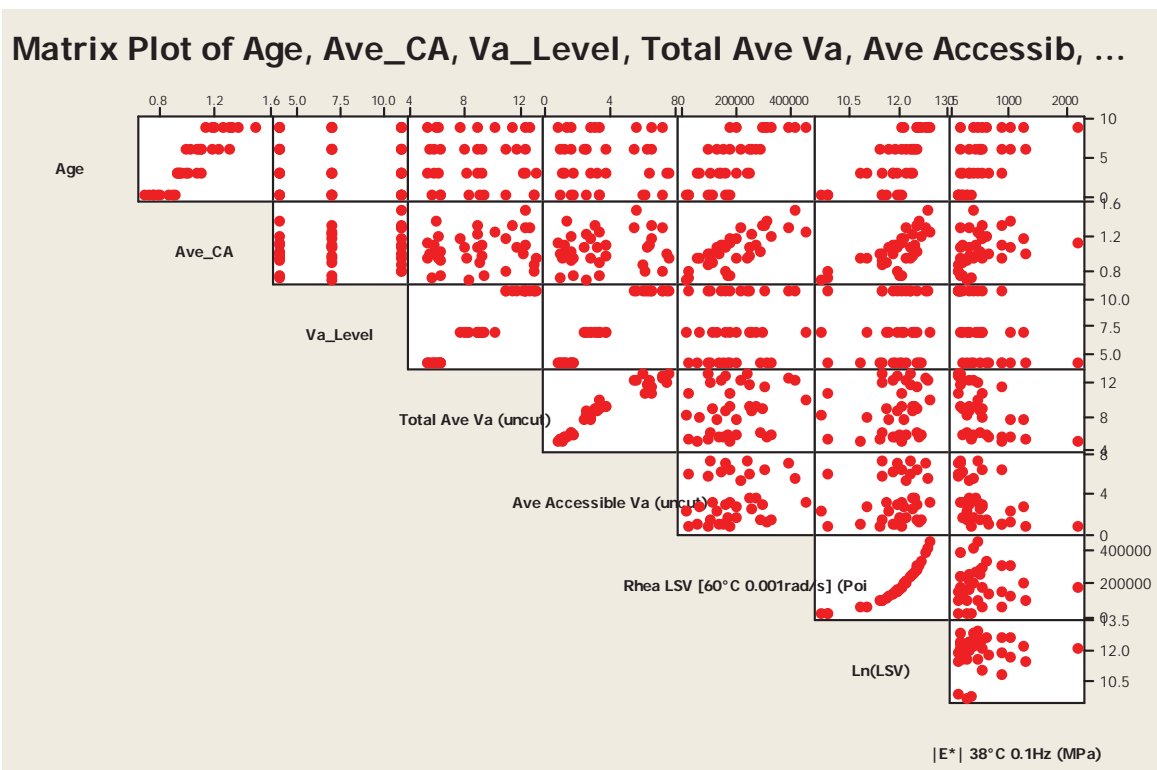 Matrix Plot of Age, Ave_CA, Va_Level, Total Ave Va, Ave Accessib, ...
0.8 1.2 1.6 5.0 7.5 10.0 4 8 12 0 4 80 200000 400000 10.5 12.0 13.5 1000 2000
10
Age
5
0
1.6
Ave_CA
1.2
0.8
10.0
Va_Level
7.5
5.0
12
Total Ave Va (uncut)
8
4
8
Ave Accessible Va (uncut)
4
0
400000
Rhea LSV [60°C 0.001rad/s] (Poi
200000
0
13.5
12.0
Ln(LSV)
10.5
|E*| 38°C 0.1Hz (MPa)